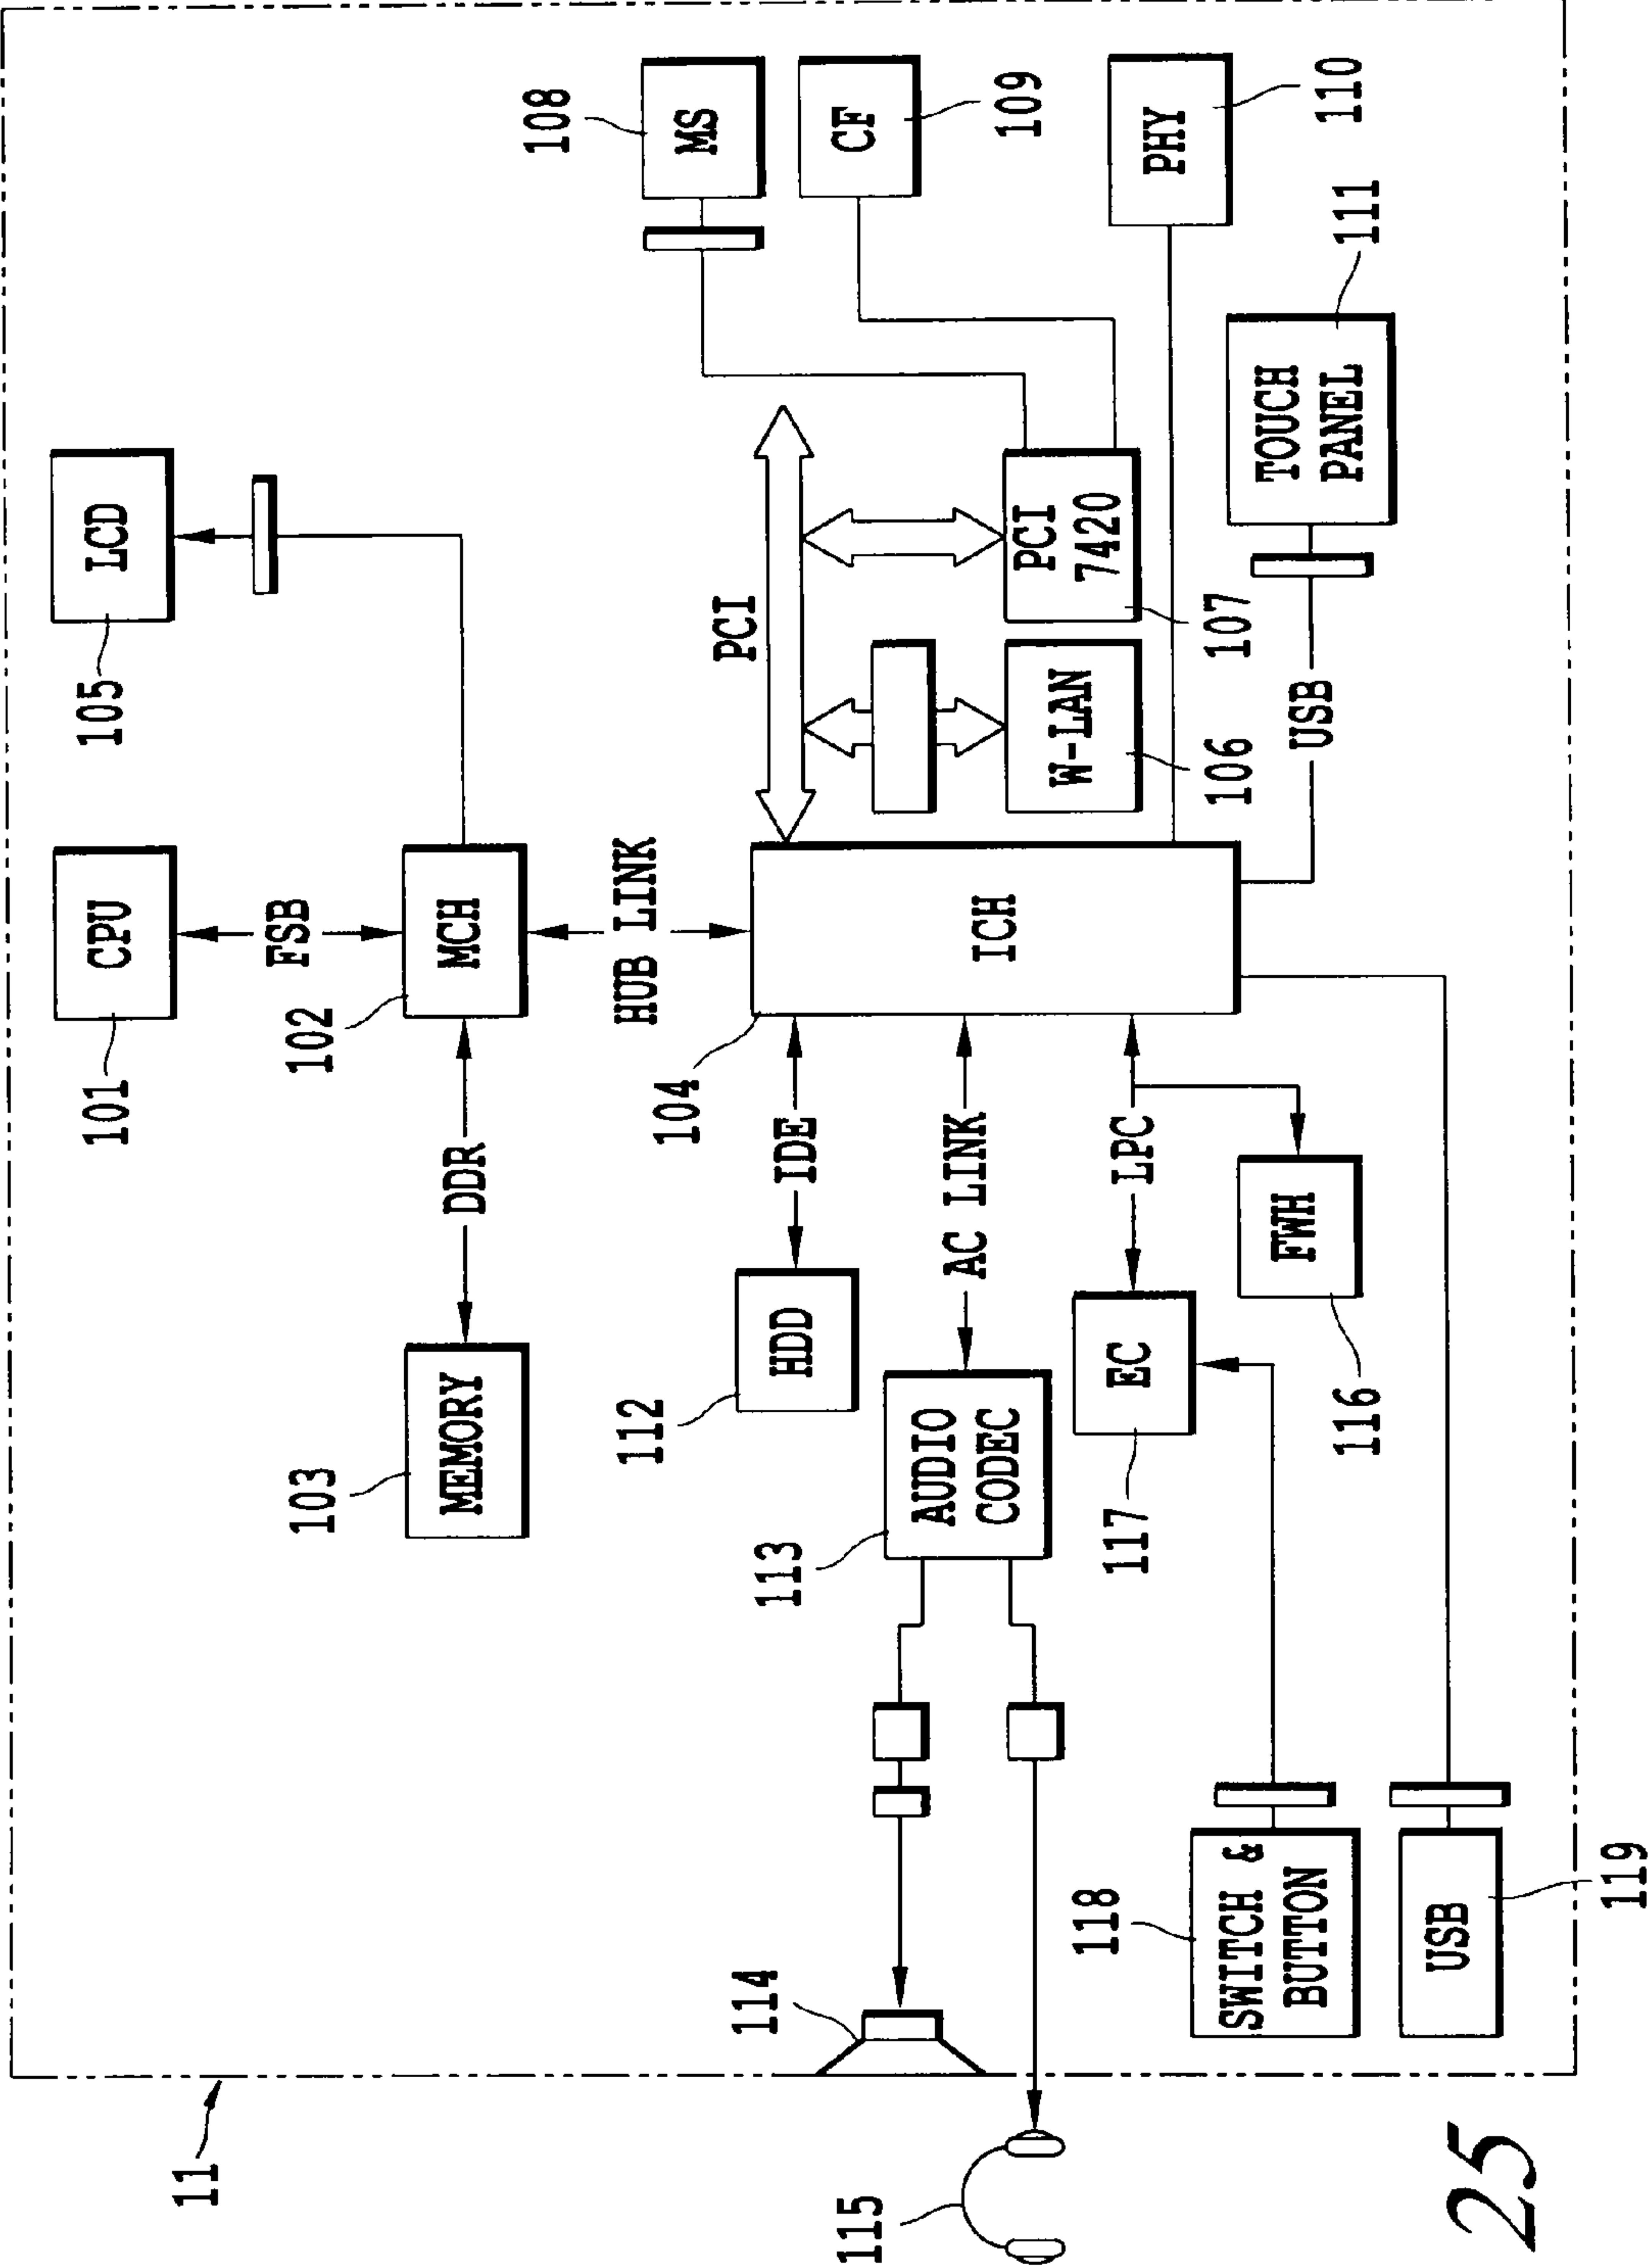 11
101
CPU
105
LCD
FSB
102
MCH
103
MEMORY
DDR
HUB LINK
108
MS
PCI
104
ICH
112
HDD
IDE
109
CF
113
AUDIO
CODEC
AC LINK
114
115
106
W-LAN
107
PCI
7420
117
EC
LPC
110
PHY
116
FWH
111
TOUCH
PANEL
USB
118
SWITCH &
BUTTON
119
USB
25